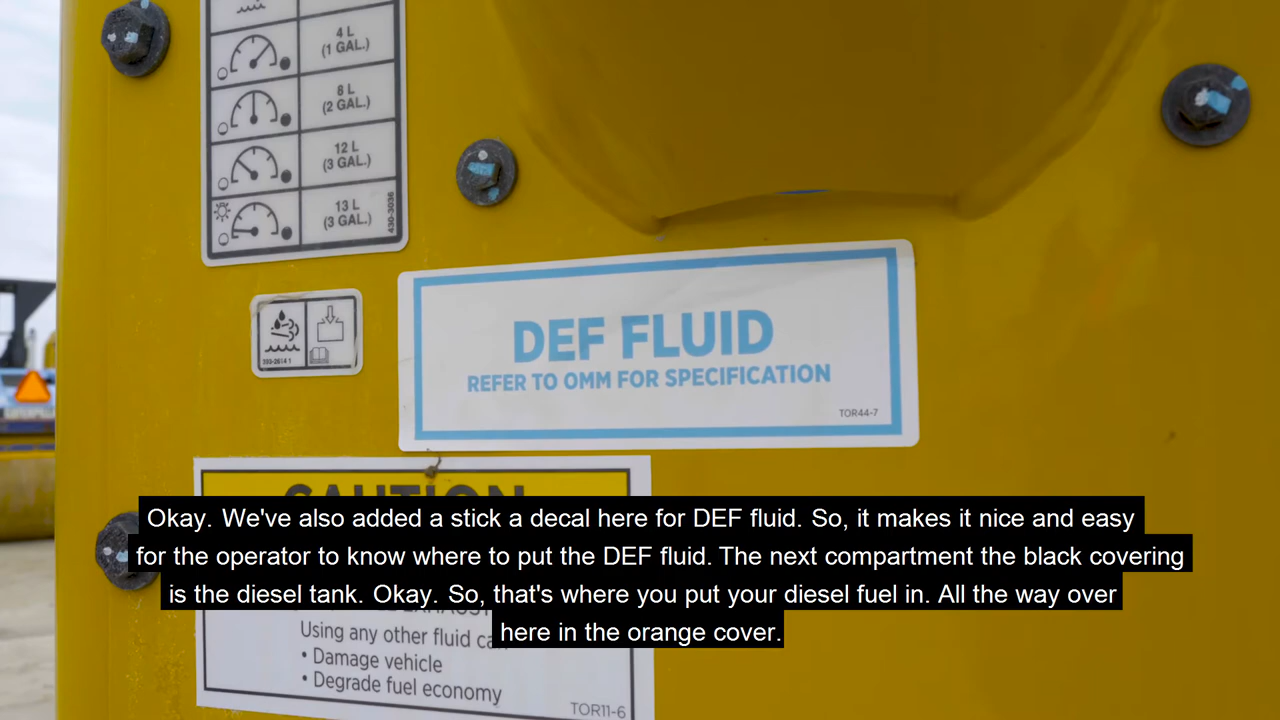 4 L
(1 GAL.)
8 L
(2 GAL.)
12 L
(3 GAL.)
13 L
(3 GAL.)
430-3036
333-2614 1
DEF FLUID
REFER TO OMM FOR SPECIFICATION
TOR44-7
CAUTION
Okay. We've also added a stick a decal here for DEF fluid. So, it makes it nice and easy
for the operator to know where to put the DEF fluid. The next compartment the black covering
is the diesel tank. Okay. So, that's where you put your diesel fuel in. All the way over
here in the orange cover.
Using any other fluid
• Damage vehicle
• Degrade fuel economy
TOR11-6